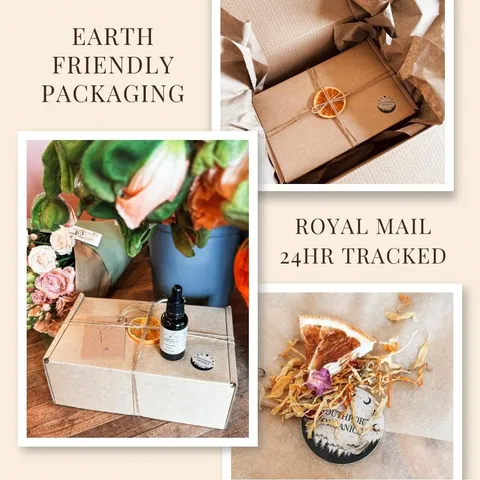 EARTH
FRIENDLY
PACKAGING
ROYAL MAIL
24HR TRACKED